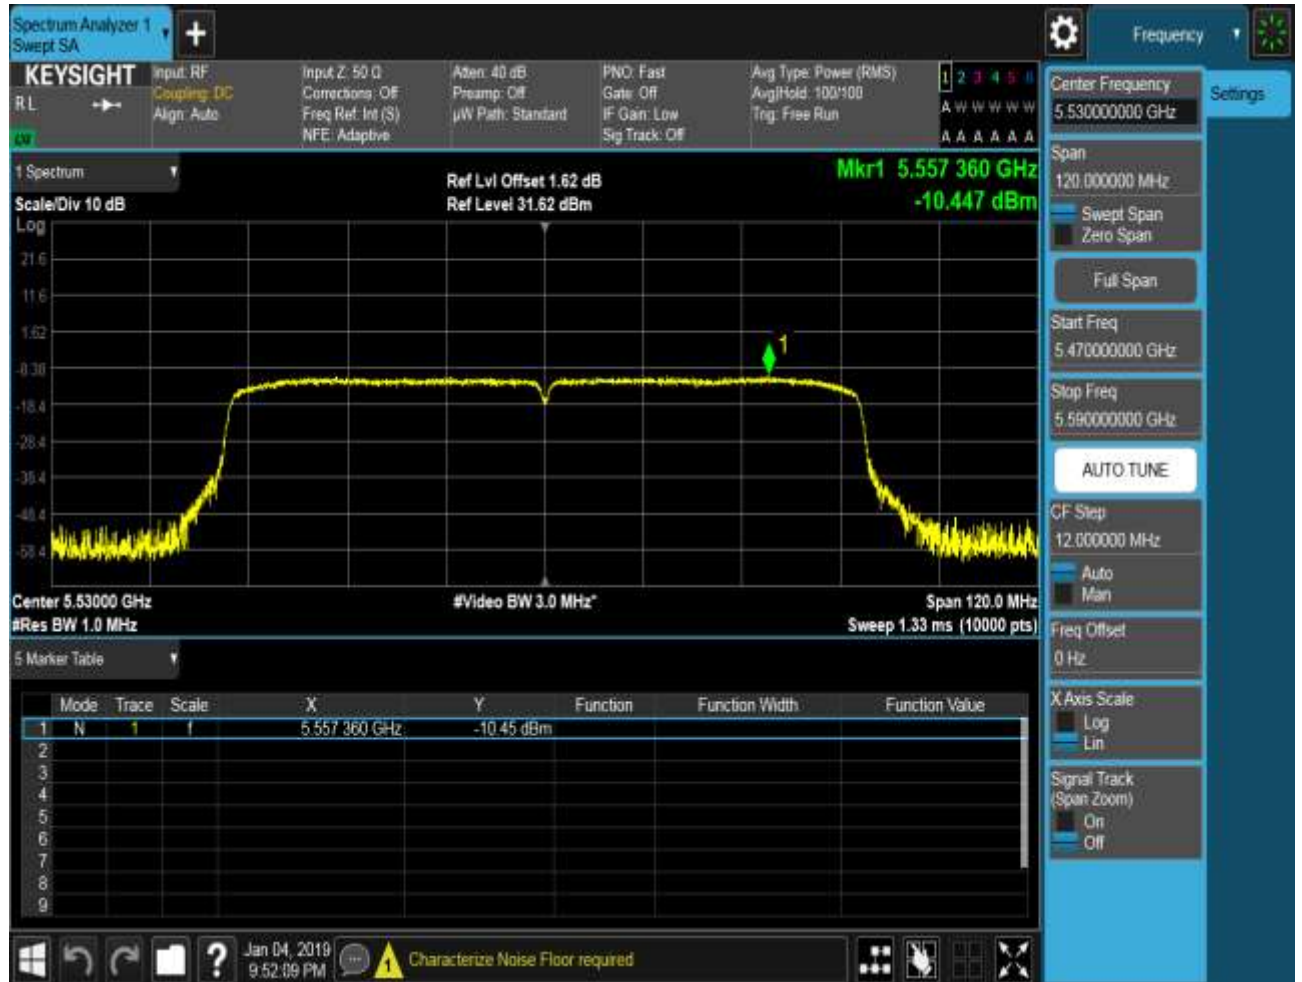 Spectrum Analyzer 1
Swept SA
+
Frequency
KEYSIGHT
RL
Input: RF
Coupling: DC
Align: Auto
Input Z: 50 Ω
Corrections: Off
Freq Ref: Int (S)
NFE: Adaptive
Atten: 40 dB
Preamp: Off
µW Path: Standard
PNO: Fast
Gate: Off
IF Gain: Low
Sig Track: Off
Avg Type: Power (RMS)
Avg|Hold: 100/100
Trig: Free Run
1 2 3 4 5 6
A W W W W W
A A A A A A
1 Spectrum
Scale/Div 10 dB
Log
Ref Lvl Offset 1.62 dB
Ref Level 31.62 dBm
Mkr1 5.557 360 GHz
-10.447 dBm
21.6
11.6
1.62
-8.38
-18.4
-28.4
-38.4
-48.4
-58.4
1
Center 5.53000 GHz
#Res BW 1.0 MHz
#Video BW 3.0 MHz*
Span 120.0 MHz
Sweep 1.33 ms (10000 pts)
5 Marker Table
Mode Trace Scale X Y Function Function Width Function Value
1 N 1 f 5.557 360 GHz -10.45 dBm
2
3
4
5
6
7
8
9
Jan 04, 2019
9:52:09 PM
?
1
Characterize Noise Floor required
Center Frequency
5.530000000 GHz
Settings
Span
120.000000 MHz
Swept Span
Zero Span
Full Span
Start Freq
5.470000000 GHz
Stop Freq
5.590000000 GHz
AUTO TUNE
CF Step
12.000000 MHz
Auto
Man
Freq Offset
0 Hz
X Axis Scale
Log
Lin
Signal Track
(Span Zoom)
On
Off